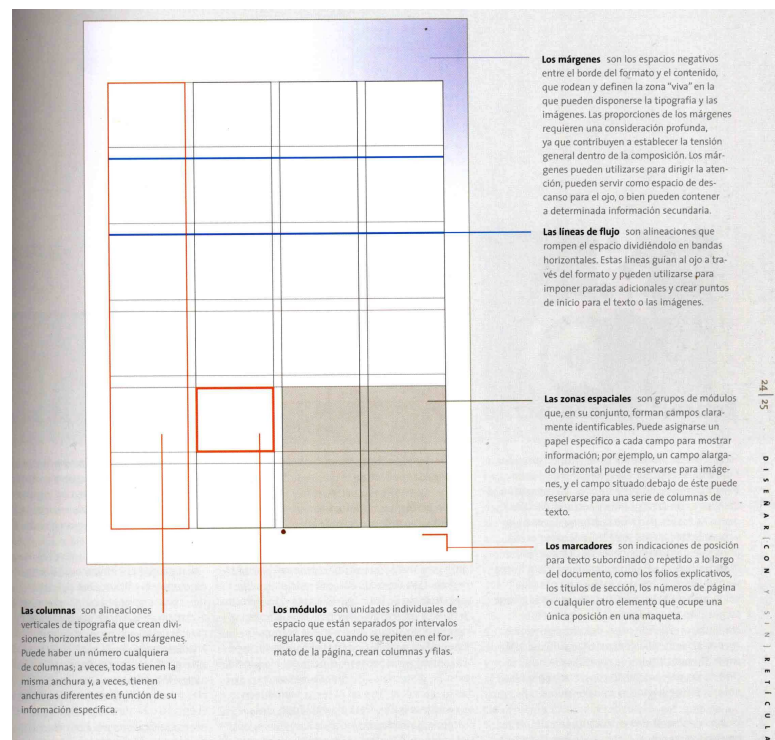 Los márgenes son los espacios negativos
entre el borde del formato y el contenido,
que rodean y definen la zona "viva" en la
que pueden disponerse la tipografía y las
imágenes. Las proporciones de los márgenes
requieren una consideración profunda,
ya que contribuyen a establecer la tensión
general dentro de la composición. Los már-
genes pueden utilizarse para dirigir la aten-
ción, pueden servir como espacio de des-
canso para el ojo, o bien pueden contener
a determinada información secundaria.
Las líneas de flujo son alineaciones que
rompen el espacio dividiéndolo en bandas
horizontales. Estas líneas guían al ojo a tra-
vés del formato y pueden utilizarse para
imponer paradas adicionales y crear puntos
de inicio para el texto o las imágenes.
Las zonas espaciales son grupos de módulos
que, en su conjunto, forman campos clara-
mente identificables. Puede asignarse un
papel específico a cada campo para mostrar
información; por ejemplo, un campo alarga-
do horizontal puede reservarse para imáge-
nes, y el campo situado debajo de éste puede
reservarse para una serie de columnas de
texto.
Los marcadores son indicaciones de posición
para texto subordinado o repetido a lo largo
del documento, como los folios explicativos,
los títulos de sección, los números de página
o cualquier otro elemento que ocupe una
única posición en una maqueta.
Las columnas son alineaciones
verticales de tipografía que crean divi-
siones horizontales entre los márgenes.
Puede haber un número cualquiera
de columnas; a veces, todas tienen la
misma anchura y, a veces, tienen
anchuras diferentes en función de su
información específica.
Los módulos son unidades individuales de
espacio que están separados por intervalos
regulares que, cuando se repiten en el for-
mato de la página, crean columnas y filas.
24 | 25
DISEÑAR | CON Y SIN | RETÍCULA